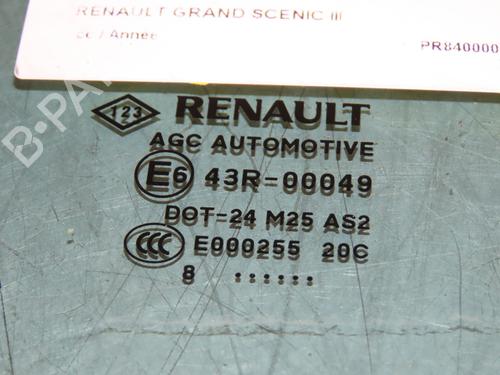 RENAULT GRAND SCENIC III
cc / Année
PR840000
123
RENAULT
AGC AUTOMOTIVE
E6 43R-00049
DOT-24 M25 AS2
CCC E000255 20C
8 ......
B-PA